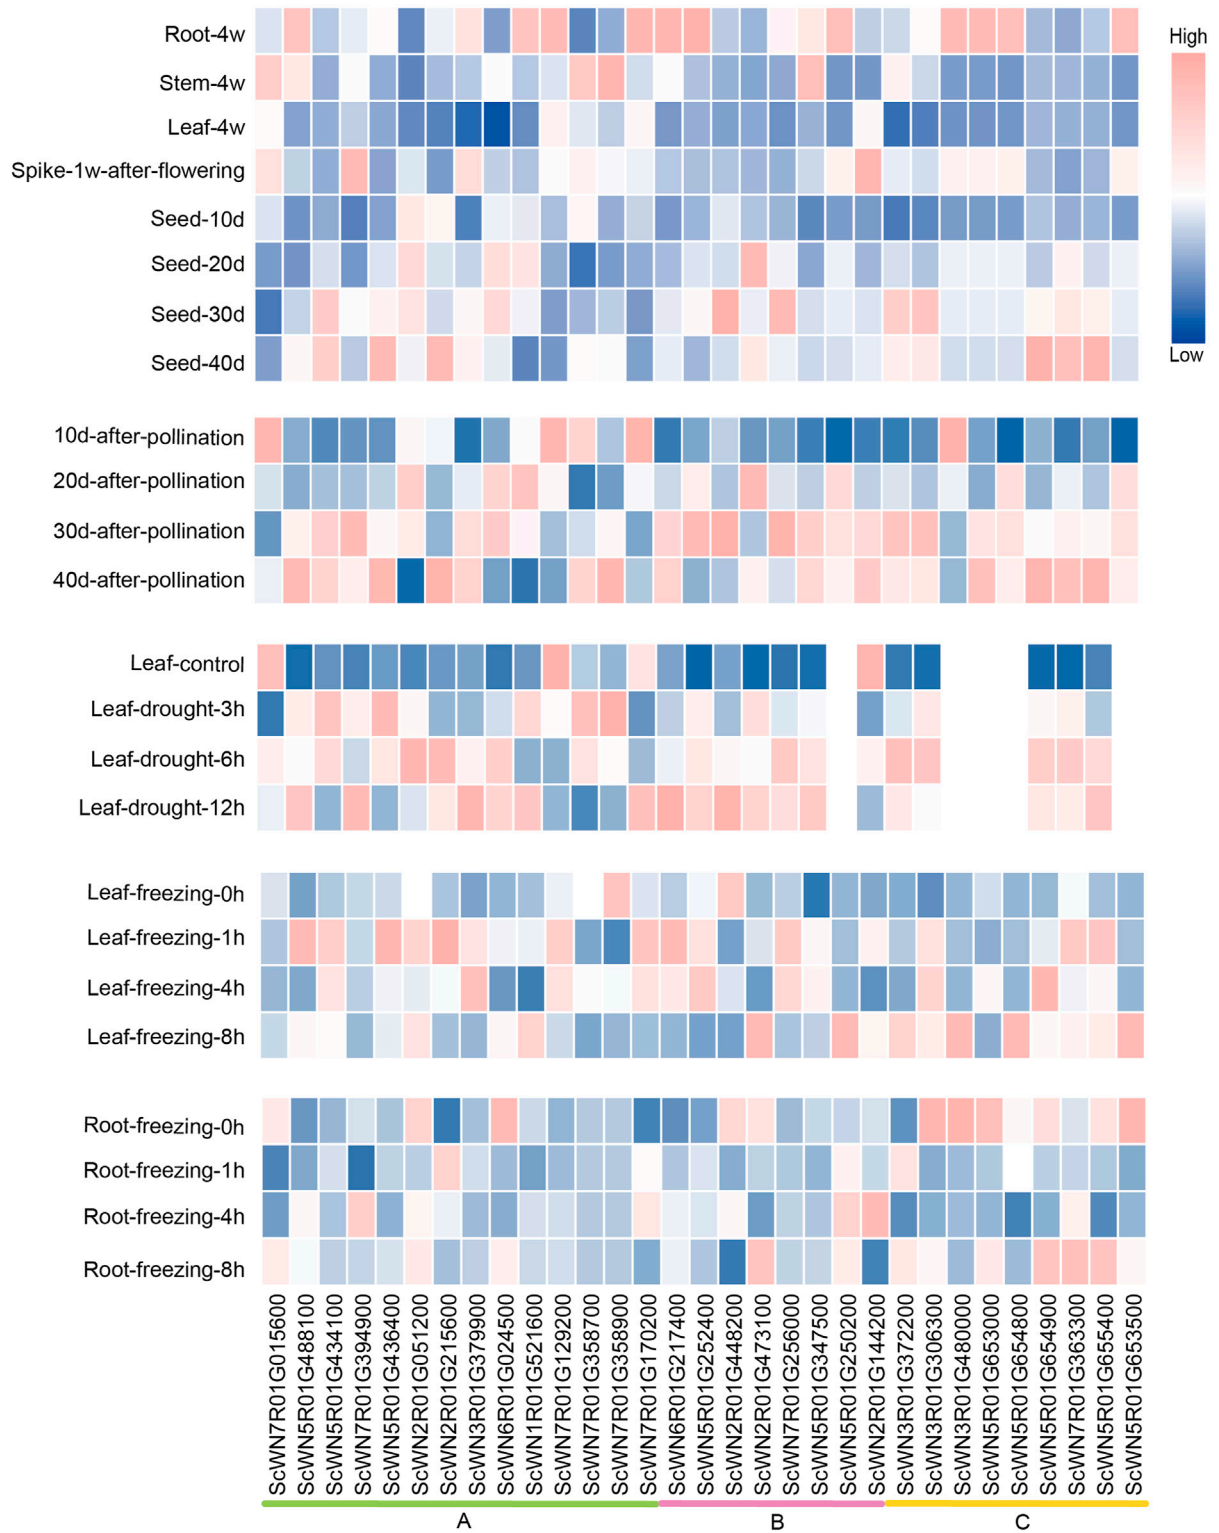 High
Low
Root-4w
Stem-4w
Leaf-4w
Spike-1w-after-flowering
Seed-10d
Seed-20d
Seed-30d
Seed-40d
10d-after-pollination
20d-after-pollination
30d-after-pollination
40d-after-pollination
Leaf-control
Leaf-drought-3h
Leaf-drought-6h
Leaf-drought-12h
Leaf-freezing-0h
Leaf-freezing-1h
Leaf-freezing-4h
Leaf-freezing-8h
Root-freezing-0h
Root-freezing-1h
Root-freezing-4h
Root-freezing-8h
ScWN7R01G015600
ScWN5R01G488100
ScWN5R01G434100
ScWN7R01G394900
ScWN5R01G436400
ScWN2R01G051200
ScWN2R01G215600
ScWN3R01G379900
ScWN6R01G024500
ScWN1R01G521600
ScWN7R01G129200
ScWN7R01G358700
ScWN7R01G358900
ScWN7R01G170200
ScWN6R01G217400
ScWN5R01G252400
ScWN2R01G448200
ScWN2R01G473100
ScWN7R01G256000
ScWN5R01G347500
ScWN5R01G250200
ScWN2R01G144200
ScWN3R01G372200
ScWN3R01G306300
ScWN3R01G480000
ScWN5R01G653000
ScWN5R01G654800
ScWN5R01G654900
ScWN7R01G363300
ScWN5R01G655400
ScWN5R01G653500
A
B
C